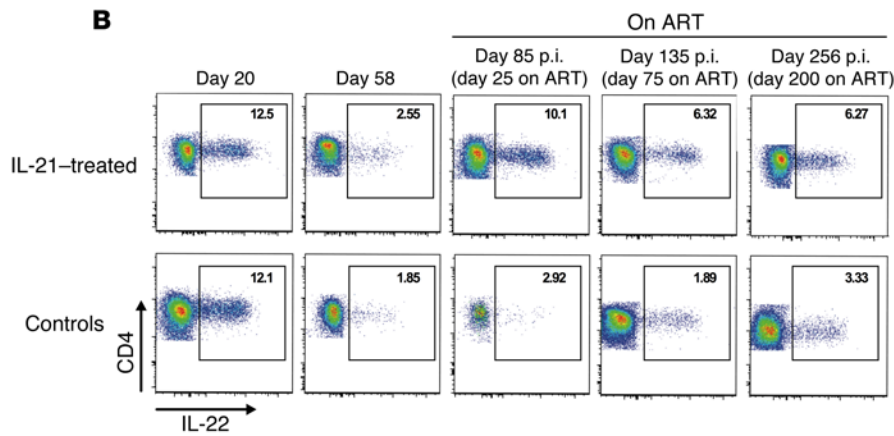 B
On ART
Day 20
Day 58
Day 85 p.i.
(day 25 on ART)
Day 135 p.i.
(day 75 on ART)
Day 256 p.i.
(day 200 on ART)
IL-21–treated
12.5
2.55
10.1
6.32
6.27
Controls
12.1
1.85
2.92
1.89
3.33
CD4
IL-22